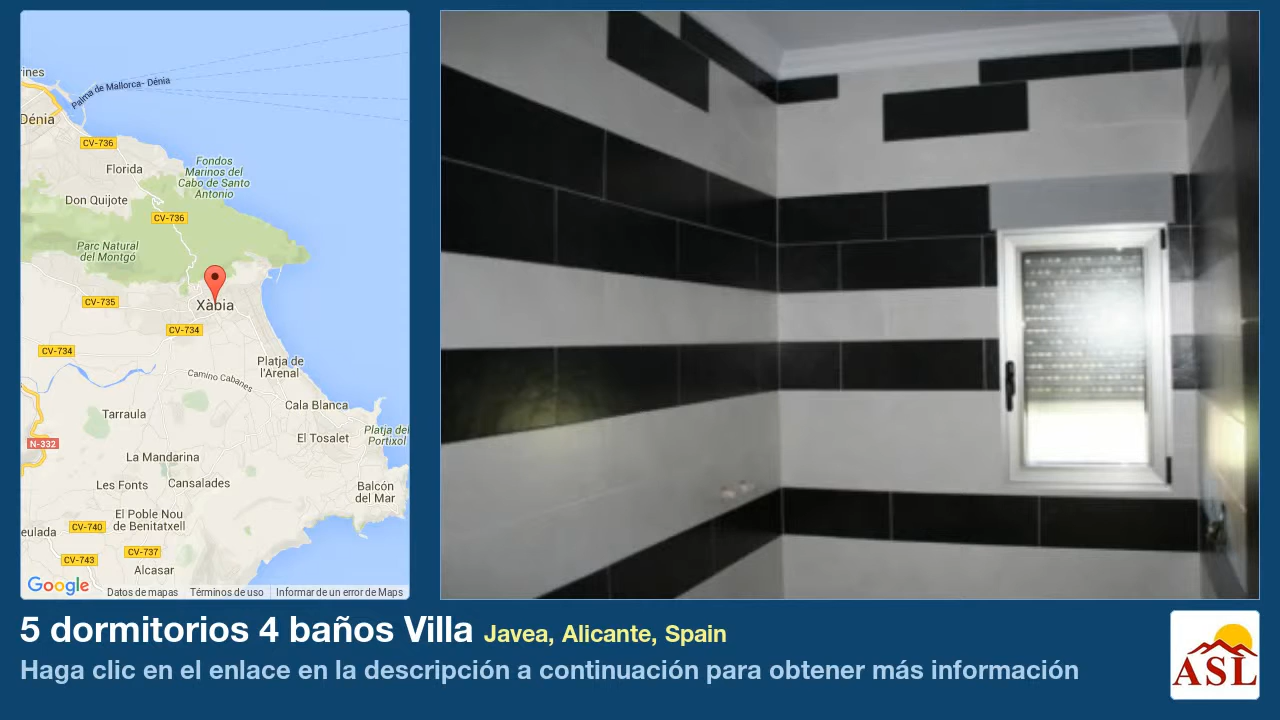 ines
Palma de Mallorca- Dénia
Dénia
CV-736
Florida
Fondos
Marinos del
Cabo de Santo
Antonio
Don Quijote
CV-736
Parc Natural
del Montgó
CV-735
Xàbia
CV-734
CV-734
Platja de
l'Arenal
Camino Cabanes
Cala Blanca
Tarraula
Platja del
Portixol
El Tosalet
N-332
La Mandarina
Les Fonts
Cansalades
Balcón
del Mar
El Poble Nou
de Benitatxell
CV-740
eulada
CV-737
CV-743
Alcasar
Google
Datos de mapas
Términos de uso
Informar de un error de Maps
5 dormitorios 4 baños Villa Javea, Alicante, Spain
Haga clic en el enlace en la descripción a continuación para obtener más información
ASL